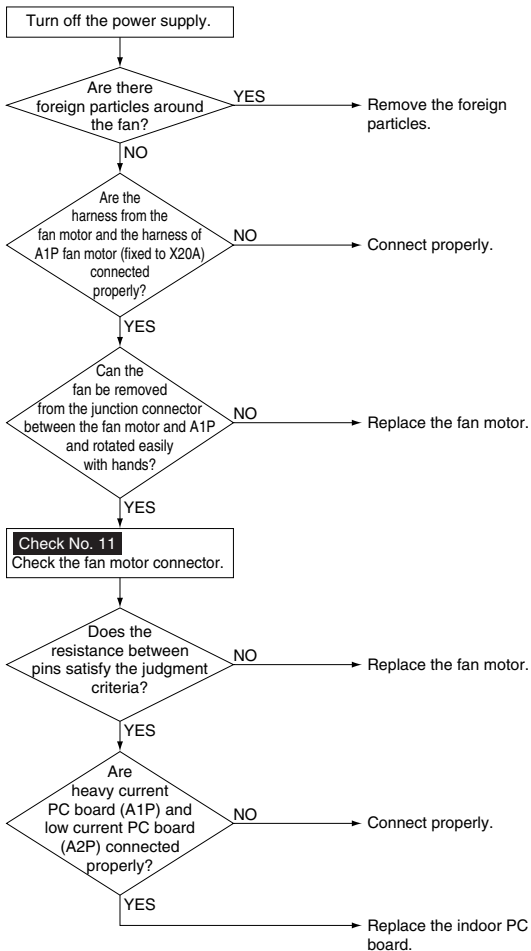 Turn off the power supply.
Are there
foreign particles around
the fan?
YES
Remove the foreign
particles.
NO
Are the
harness from the
fan motor and the harness of
A1P fan motor (fixed to X20A)
connected
properly?
NO
Connect properly.
YES
Can the
fan be removed
from the junction connector
between the fan motor and A1P
and rotated easily
with hands?
NO
Replace the fan motor.
YES
Check No. 11
Check the fan motor connector.
Does the
resistance between
pins satisfy the judgment
criteria?
NO
Replace the fan motor.
YES
Are
heavy current
PC board (A1P) and
low current PC board
(A2P) connected
properly?
NO
Connect properly.
YES
Replace the indoor PC
board.